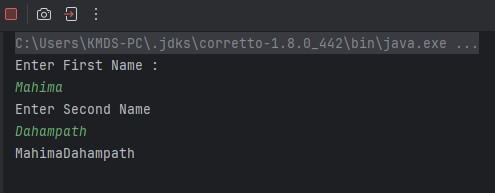 C:\Users\KMDS-PC\.jdks\corretto-1.8.0_442\bin\java.exe ...
Enter First Name :
Mahima
Enter Second Name
Dahampath
MahimaDahampath